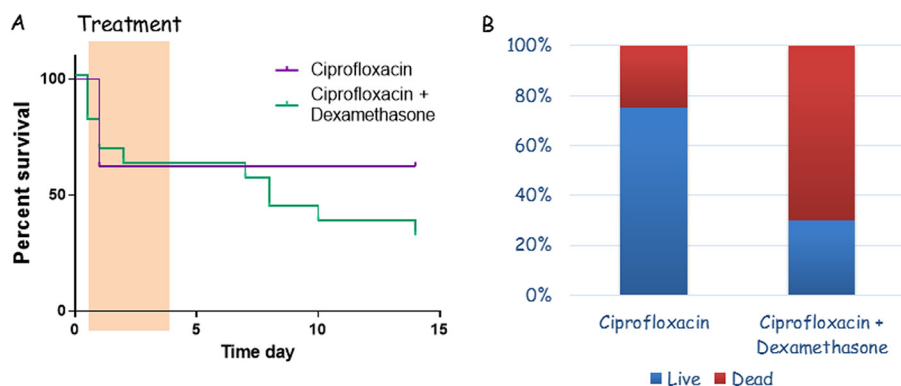 A
Treatment
Percent survival
100
50
0
0 5 10 15
Time day
Ciprofloxacin
Ciprofloxacin +
Dexamethasone
B
100%
80%
60%
40%
20%
0%
Ciprofloxacin
Ciprofloxacin +
Dexamethasone
Live Dead